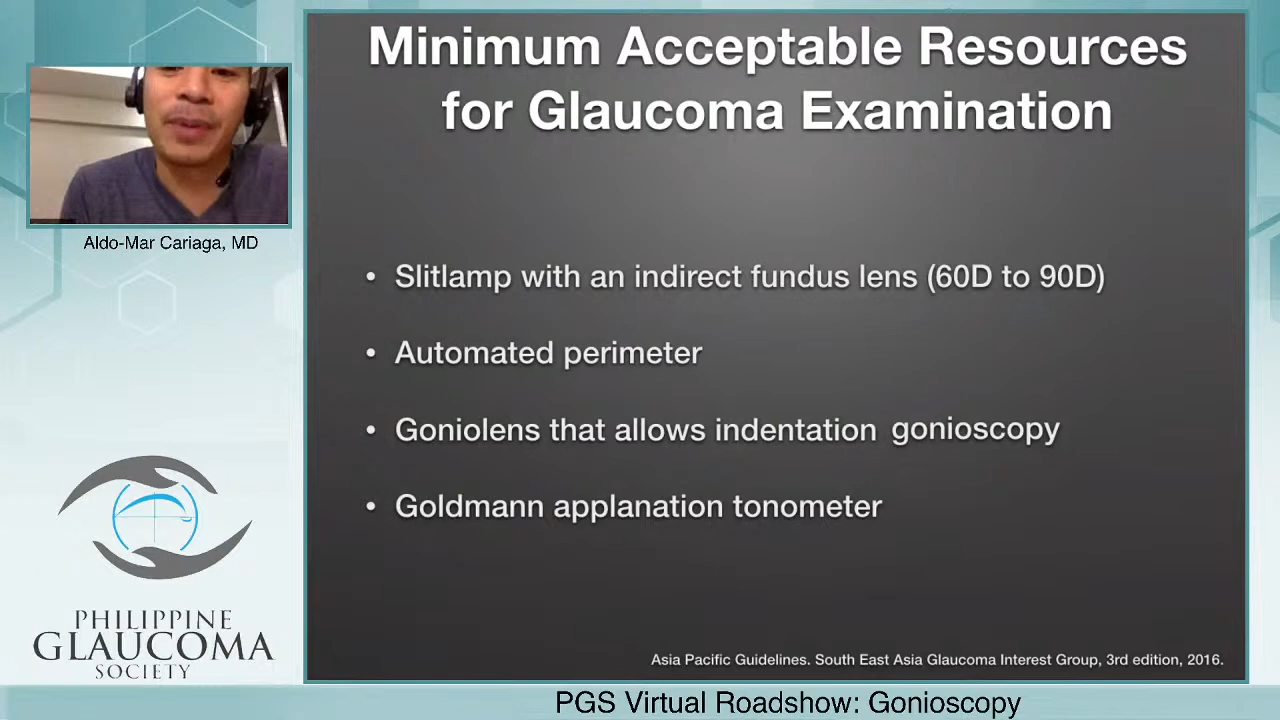 Minimum Acceptable Resources
for Glaucoma Examination
Aldo-Mar Cariaga, MD
• Slitlamp with an indirect fundus lens (60D to 90D)
• Automated perimeter
• Goniolens that allows indentation gonioscopy
• Goldmann applanation tonometer
PHILIPPINE
GLAUCOMA
SOCIETY
Asia Pacific Guidelines. South East Asia Glaucoma Interest Group, 3rd edition, 2016.
PGS Virtual Roadshow: Gonioscopy